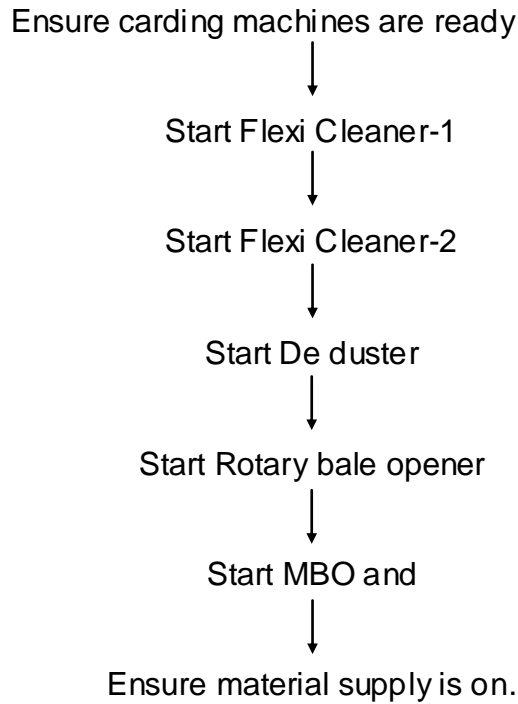 Ensure carding machines are ready
Start Flexi Cleaner-1
Start Flexi Cleaner-2
Start De duster
Start Rotary bale opener
Start MBO and
Ensure material supply is on.